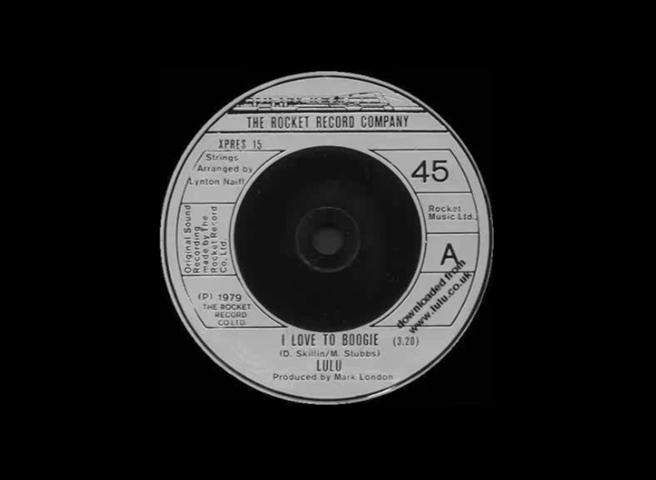 THE ROCKET RECORD COMPANY
XPRES 15
Strings
Arranged by
Lynton Naiff
45
Rocket
Music Ltd.
Original Sound
Recording
made by The
Rocket Record
Co. Ltd.
A
downloaded from
www.lulu.co.uk
(P) 1979
THE ROCKET
RECORD
CO LTD.
I LOVE TO BOOGIE (3.20)
(D. Skillin/M. Stubbs)
LULU
Produced by Mark London